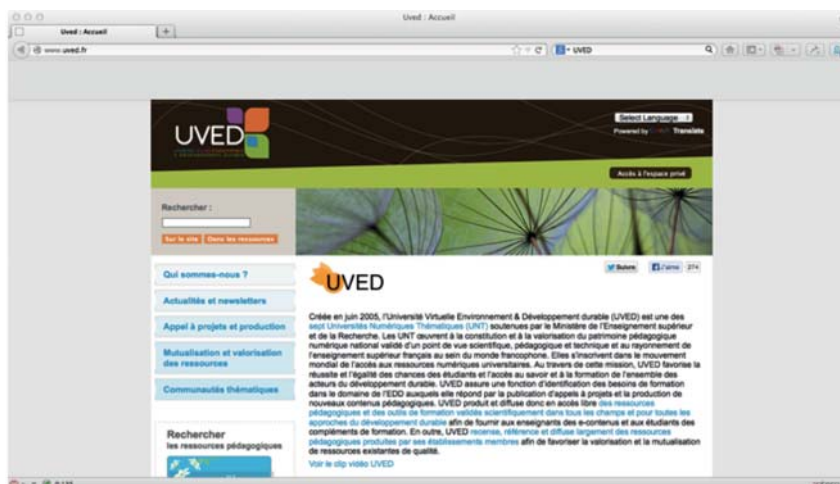 Uved : Accueil
Uved : Accueil
www.uved.fr
UVED
UVED
Select Language
Powered by Translate
Accès à l'espace privé
Rechercher :
Sur le site Dans les ressources
Qui sommes-nous ?
Actualités et newsletters
Appel à projets et production
Mutualisation et valorisation
des ressources
Communautés thématiques
Rechercher
les ressources pédagogiques
Suivre J'aime 274
UVED
Créée en juin 2005, l'Université Virtuelle Environnement & Développement durable (UVED) est une des
sept Universités Numériques Thématiques (UNT) soutenues par le Ministère de l'Enseignement supérieur
et de la Recherche. Les UNT œuvrent à la constitution et à la valorisation du patrimoine pédagogique
numérique national validé d'un point de vue scientifique, pédagogique et technique et au rayonnement de
l'enseignement supérieur français au sein du monde francophone. Elles s'inscrivent dans le mouvement
mondial de l'accès aux ressources numériques universitaires. Au travers de cette mission, UVED favorise la
réussite et l'égalité des chances des étudiants et l'accès au savoir et à la formation de l'ensemble des
acteurs du développement durable. UVED assure une fonction d'identification des besoins de formation
dans le domaine de l'EDD auxquels elle répond par la publication d'appels à projets et la production de
nouveaux contenus pédagogiques. UVED produit et diffuse donc en accès libre des ressources
pédagogiques et des outils de formation validés scientifiquement dans tous les champs et pour toutes les
approches du développement durable afin de fournir aux enseignants des e-contenus et aux étudiants des
compléments de formation. En outre, UVED recense, référence et diffuse largement des ressources
pédagogiques produites par ses établissements membres afin de favoriser la valorisation et la mutualisation
de ressources existantes de qualité.
Voir le clip vidéo UVED